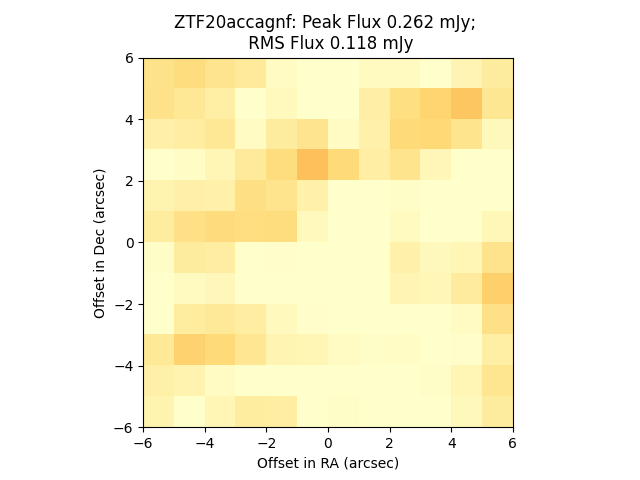 ZTF20accagnf: Peak Flux 0.262 mJy;
RMS Flux 0.118 mJy
6
4
2
0
−2
−4
−6
Offset in Dec (arcsec)
−6 −4 −2 0 2 4 6
Offset in RA (arcsec)